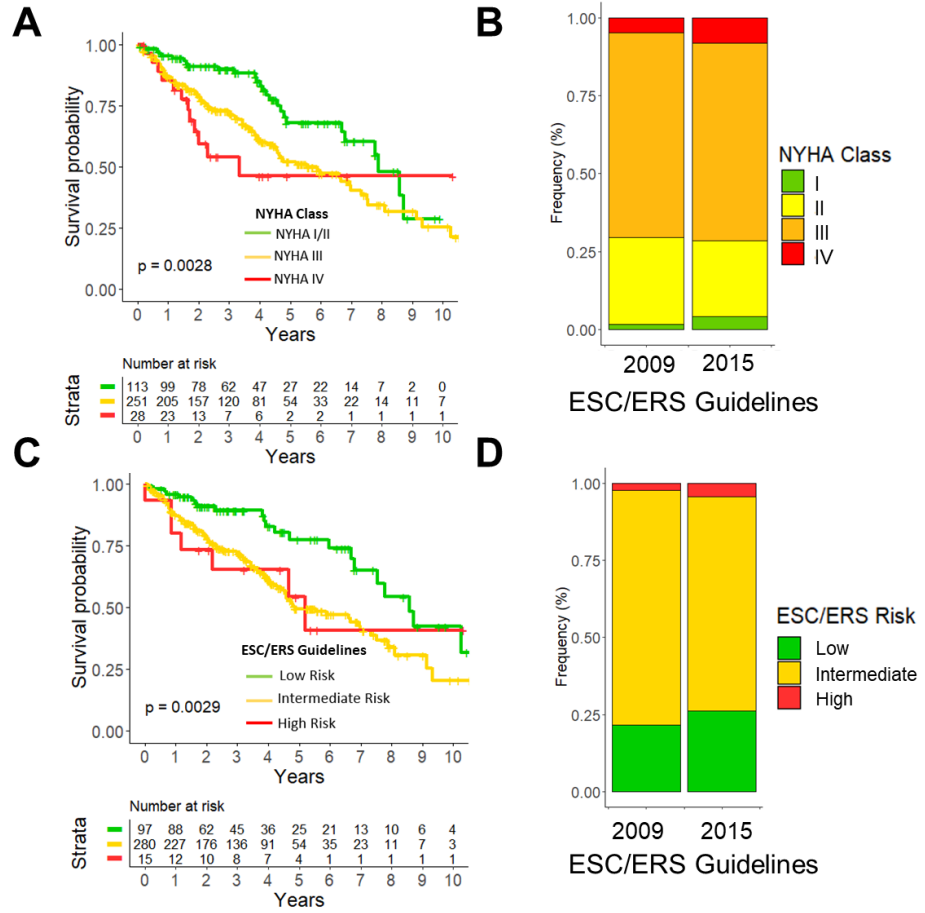 A
Survival probability
1.00
0.75
0.50
0.25
0.00
NYHA Class
NYHA I/II
NYHA III
NYHA IV
p = 0.0028
0 1 2 3 4 5 6 7 8 9 10
Years
Number at risk
Strata
113 99 78 62 47 27 22 14 7 2 0
251 205 157 120 81 54 33 22 14 11 7
28 23 13 7 6 2 2 1 1 1 1
0 1 2 3 4 5 6 7 8 9 10
Years
B
Frequency (%)
1.00
0.75
0.50
0.25
0.00
2009 2015
ESC/ERS Guidelines
NYHA Class
I
II
III
IV
C
Survival probability
1.00
0.75
0.50
0.25
0.00
ESC/ERS Guidelines
Low Risk
Intermediate Risk
High Risk
p = 0.0029
0 1 2 3 4 5 6 7 8 9 10
Years
Number at risk
Strata
97 88 62 45 36 25 21 13 10 6 4
280 227 176 136 91 54 35 23 11 7 3
15 12 10 8 7 4 1 1 1 1 1
0 1 2 3 4 5 6 7 8 9 10
Years
D
Frequency (%)
1.00
0.75
0.50
0.25
0.00
2009 2015
ESC/ERS Guidelines
ESC/ERS Risk
Low
Intermediate
High